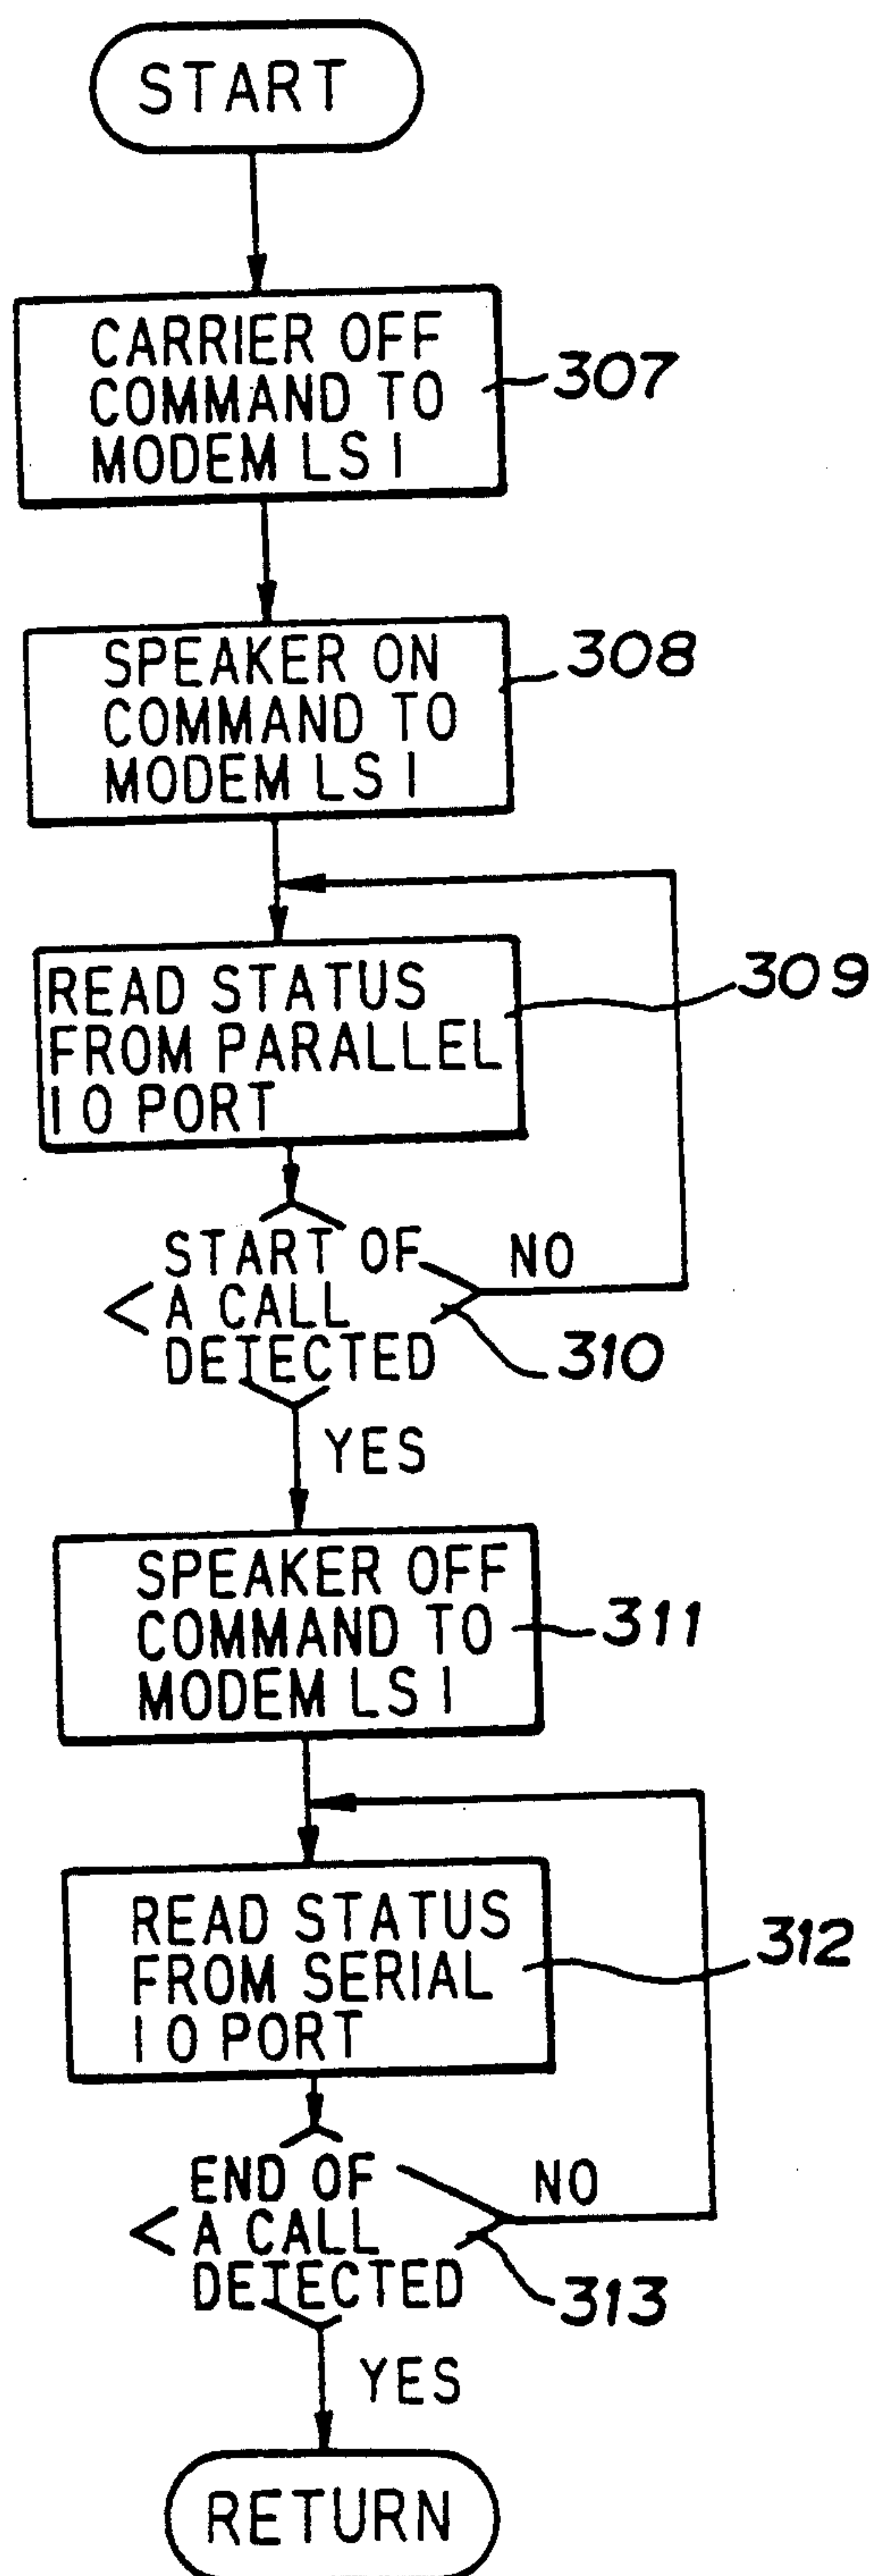 START
CARRIER OFF
COMMAND TO
MODEM LSI
307
SPEAKER ON
COMMAND TO
MODEM LSI
308
READ STATUS
FROM PARALLEL
IO PORT
309
START OF
A CALL
DETECTED
NO
310
YES
SPEAKER OFF
COMMAND TO
MODEM LSI
311
READ STATUS
FROM SERIAL
IO PORT
312
END OF
A CALL
DETECTED
NO
313
YES
RETURN